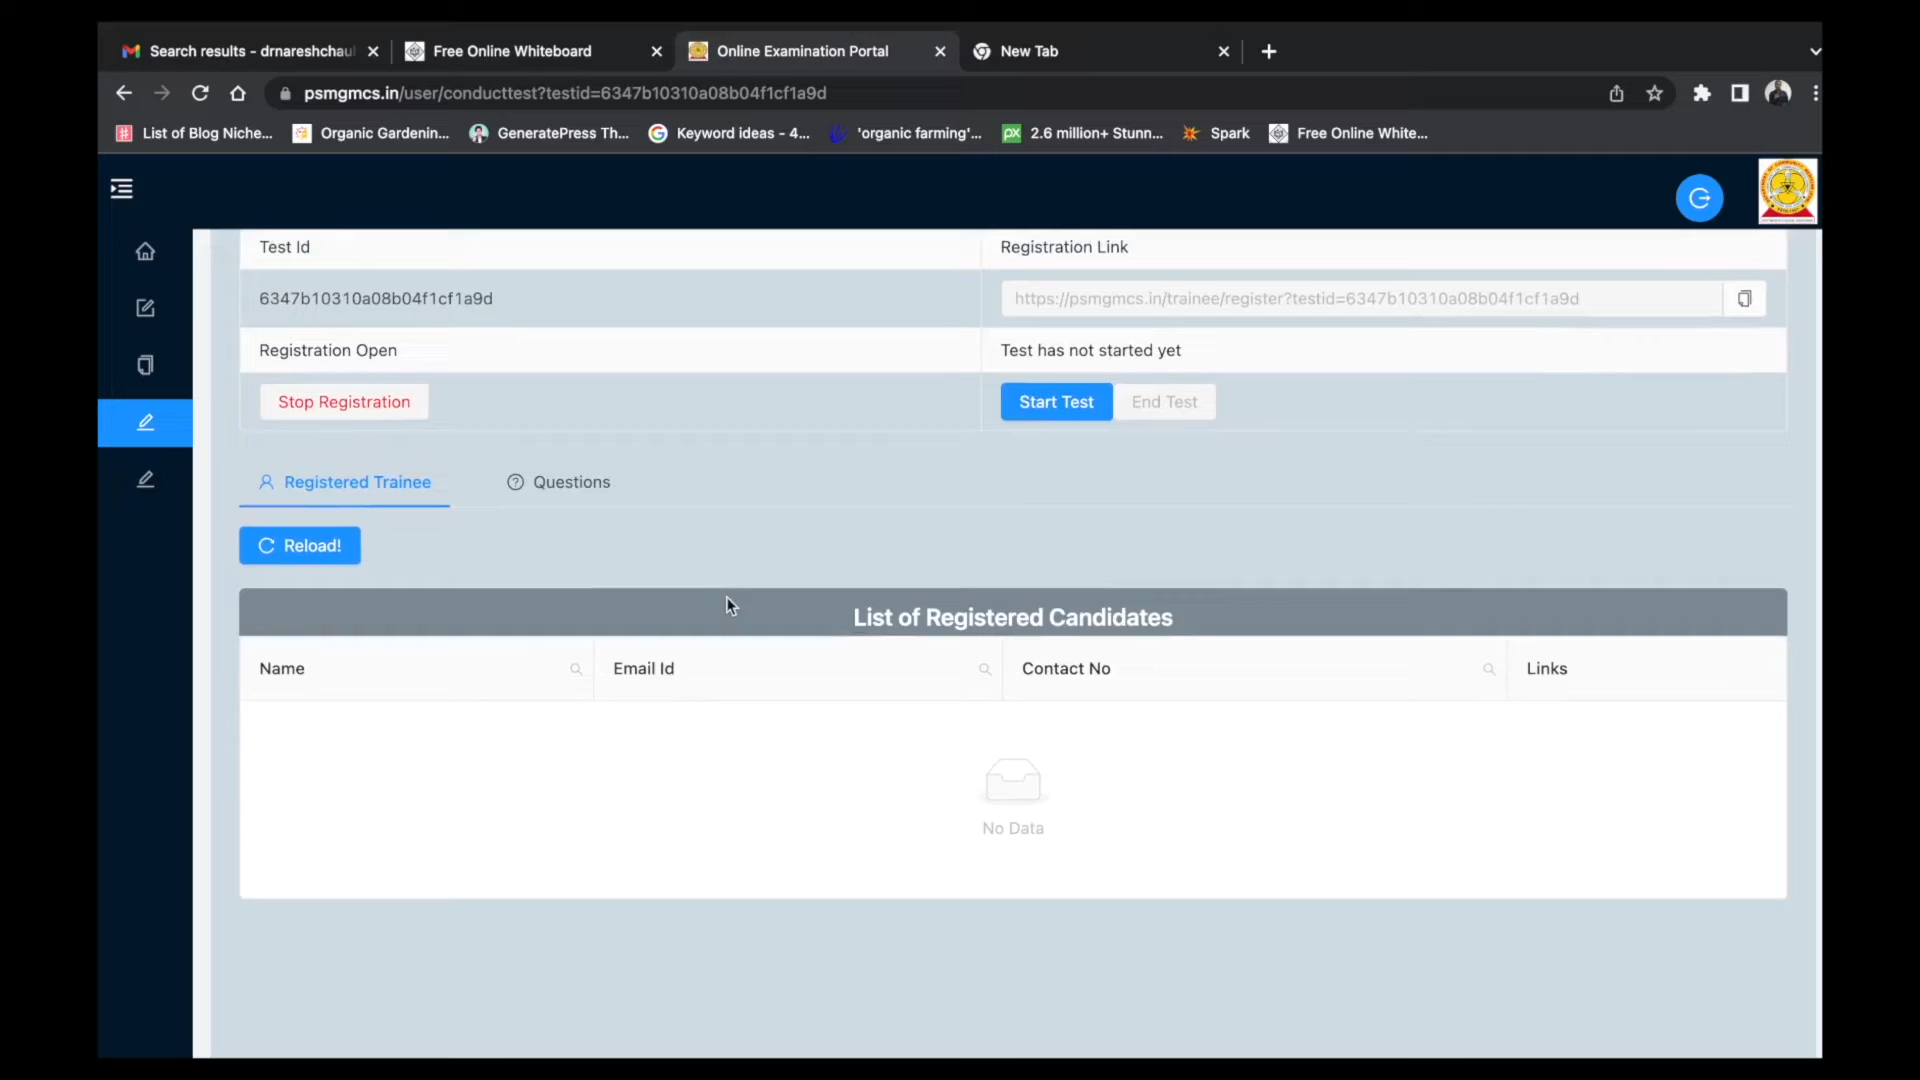 Search results - drnareshchau
Free Online Whiteboard
Online Examination Portal
New Tab
psmgmcs.in/user/conducttest?testid=6347b10310a08b04f1cf1a9d
List of Blog Niche...
Organic Gardenin...
GeneratePress Th...
Keyword ideas - 4...
'organic farming'...
2.6 million+ Stunn...
Spark
Free Online White...
Test Id
Registration Link
6347b10310a08b04f1cf1a9d
https://psmgmcs.in/trainee/register?testid=6347b10310a08b04f1cf1a9d
Registration Open
Test has not started yet
Stop Registration
Start Test
End Test
Registered Trainee
Questions
Reload!
List of Registered Candidates
Name
Email Id
Contact No
Links
No Data